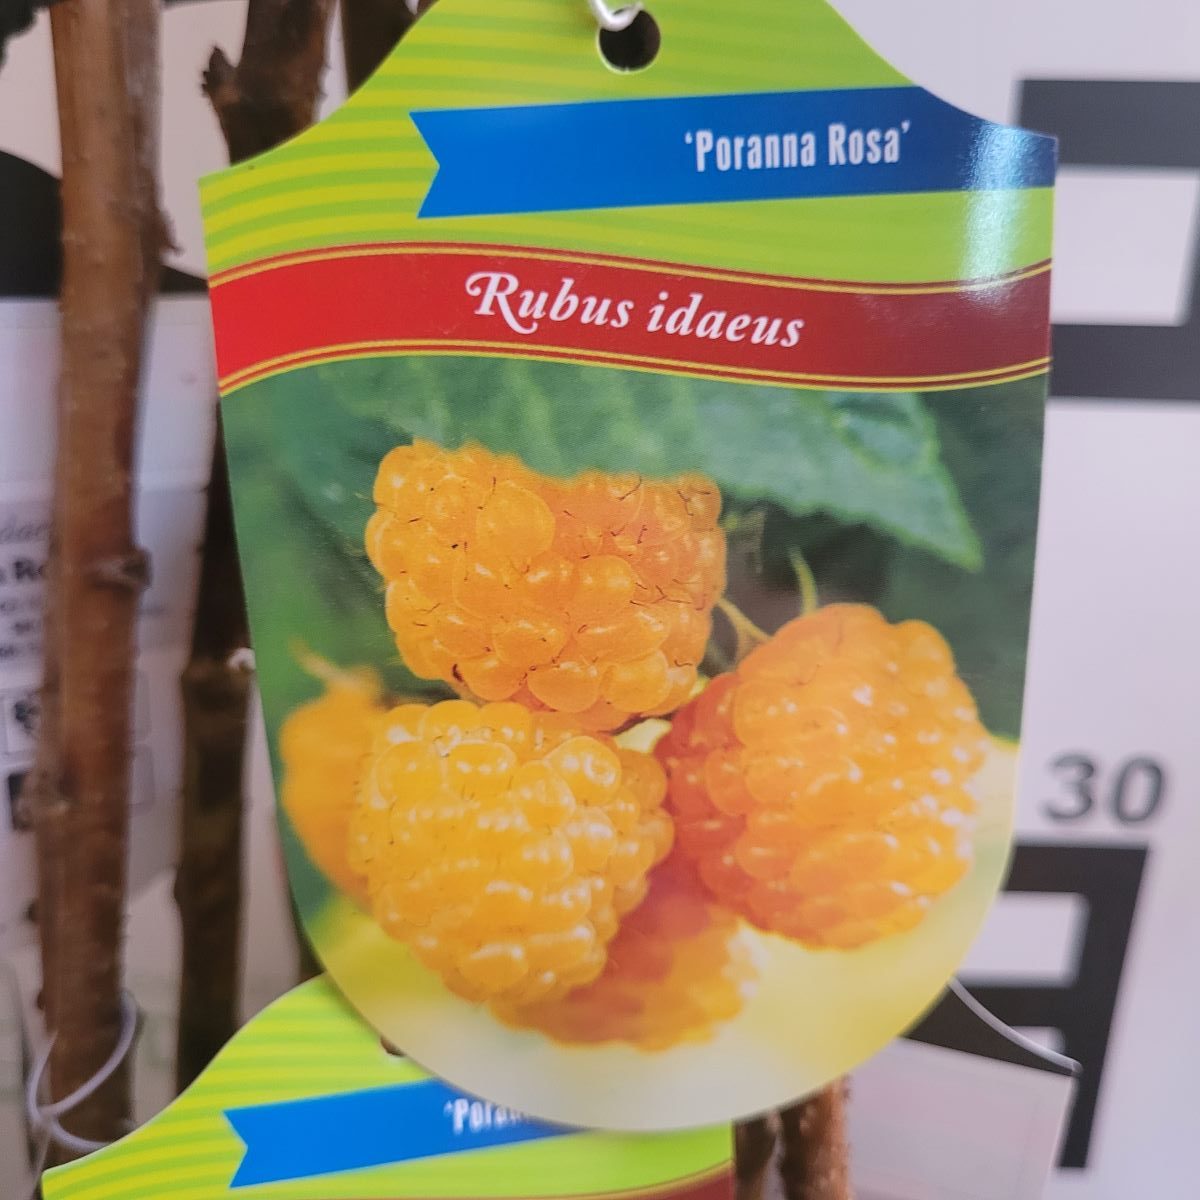 'Poranna Rosa'
Rubus idaeus
30